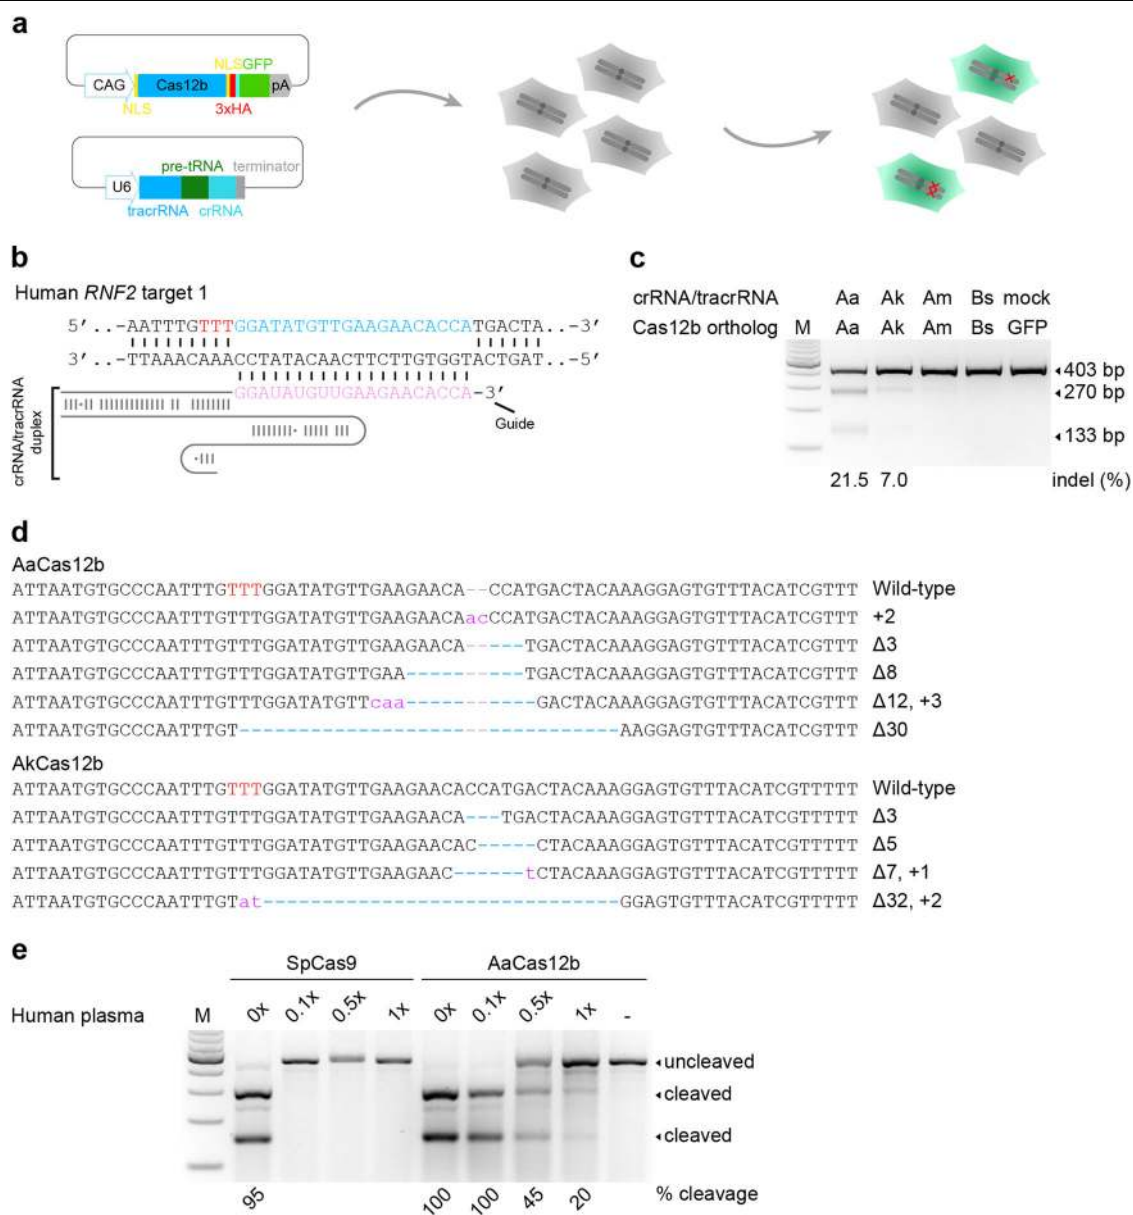 a
NLS GFP
CAG Cas12b pA
NLS 3xHA
pre-tRNA terminator
U6
tracrRNA crRNA
b
Human RNF2 target 1
5′ ..-AATTTGTTTGGATATGTTGAAGAACACCATGACTA..-3′
3′ ..-TTAAACAAACCTATACAACTTCTTGTGGTACTGAT..-5′
GGAUAUGUUGAAGAACACCA-3′
Guide
crRNA/tracrRNA
duplex
c
crRNA/tracrRNA Aa Ak Am Bs mock
Cas12b ortholog M Aa Ak Am Bs GFP
403 bp
270 bp
133 bp
21.5 7.0 indel (%)
d
AaCas12b
ATTAATGTGCCCAATTTGTTTGGATATGTTGAAGAACA--CCATGACTACAAAGGAGTGTTTACATCGTTT Wild-type
ATTAATGTGCCCAATTTGTTTGGATATGTTGAAGAACAacCCATGACTACAAAGGAGTGTTTACATCGTTT +2
ATTAATGTGCCCAATTTGTTTGGATATGTTGAAGAACA-----TGACTACAAAGGAGTGTTTACATCGTTT Δ3
ATTAATGTGCCCAATTTGTTTGGATATGTTGAA----------TGACTACAAAGGAGTGTTTACATCGTTT Δ8
ATTAATGTGCCCAATTTGTTTGGATATGTTcaa-----------GACTACAAAGGAGTGTTTACATCGTTT Δ12, +3
ATTAATGTGCCCAATTTGT--------------------------------AAGGAGTGTTTACATCGTTT Δ30
AkCas12b
ATTAATGTGCCCAATTTGTTTGGATATGTTGAAGAACACCATGACTACAAAGGAGTGTTTACATCGTTTTT Wild-type
ATTAATGTGCCCAATTTGTTTGGATATGTTGAAGAACA---TGACTACAAAGGAGTGTTTACATCGTTTTT Δ3
ATTAATGTGCCCAATTTGTTTGGATATGTTGAAGAACAC-----CTACAAAGGAGTGTTTACATCGTTTTT Δ5
ATTAATGTGCCCAATTTGTTTGGATATGTTGAAGAAC------tCTACAAAGGAGTGTTTACATCGTTTTT Δ7, +1
ATTAATGTGCCCAATTTGTat------------------------------GGAGTGTTTACATCGTTTTT Δ32, +2
e
SpCas9 AaCas12b
Human plasma M 0x 0.1x 0.5x 1x 0x 0.1x 0.5x 1x -
uncleaved
cleaved
cleaved
95 100 100 45 20 % cleavage